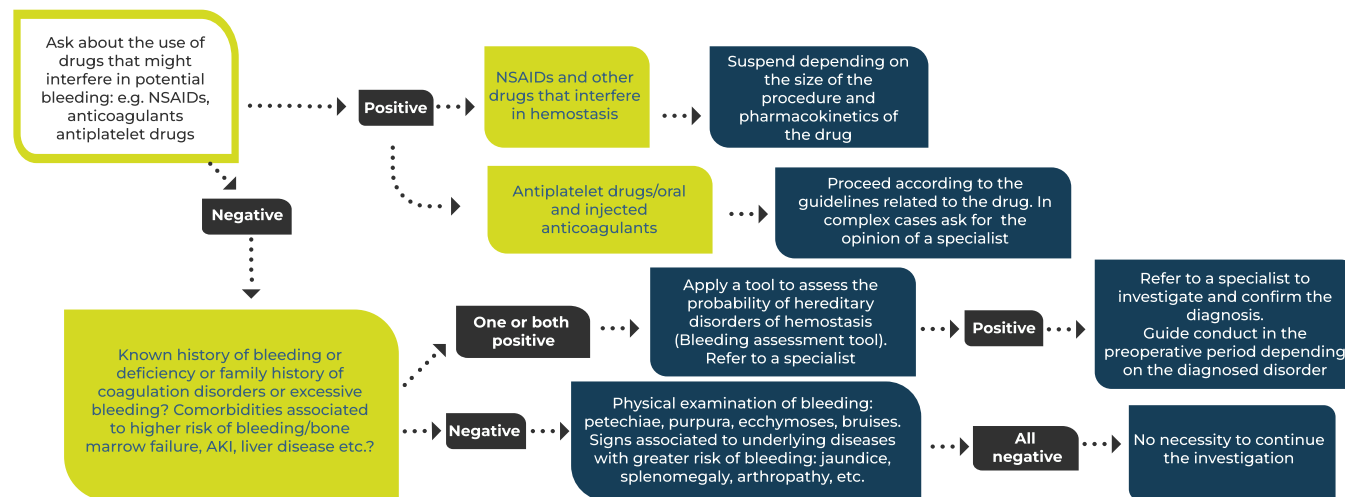 Ask about the use of
drugs that might
interfere in potential
bleeding: e.g. NSAIDs,
anticoagulants
antiplatelet drugs
Positive
NSAIDs and other
drugs that interfere
in hemostasis
Suspend depending on
the size of the
procedure and
pharmacokinetics of
the drug
Antiplatelet drugs/oral
and injected
anticoagulants
Proceed according to the
guidelines related to the drug. In
complex cases ask for the
opinion of a specialist
Negative
Known history of bleeding or
deficiency or family history of
coagulation disorders or excessive
bleeding? Comorbidities associated
to higher risk of bleeding/bone
marrow failure, AKI, liver disease etc.?
One or both
positive
Apply a tool to assess the
probability of hereditary
disorders of hemostasis
(Bleeding assessment tool).
Refer to a specialist
Positive
Refer to a specialist to
investigate and confirm the
diagnosis.
Guide conduct in the
preoperative period depending
on the diagnosed disorder
Negative
Physical examination of bleeding:
petechiae, purpura, ecchymoses, bruises.
Signs associated to underlying diseases
with greater risk of bleeding: jaundice,
splenomegaly, arthropathy, etc.
All
negative
No necessity to continue
the investigation